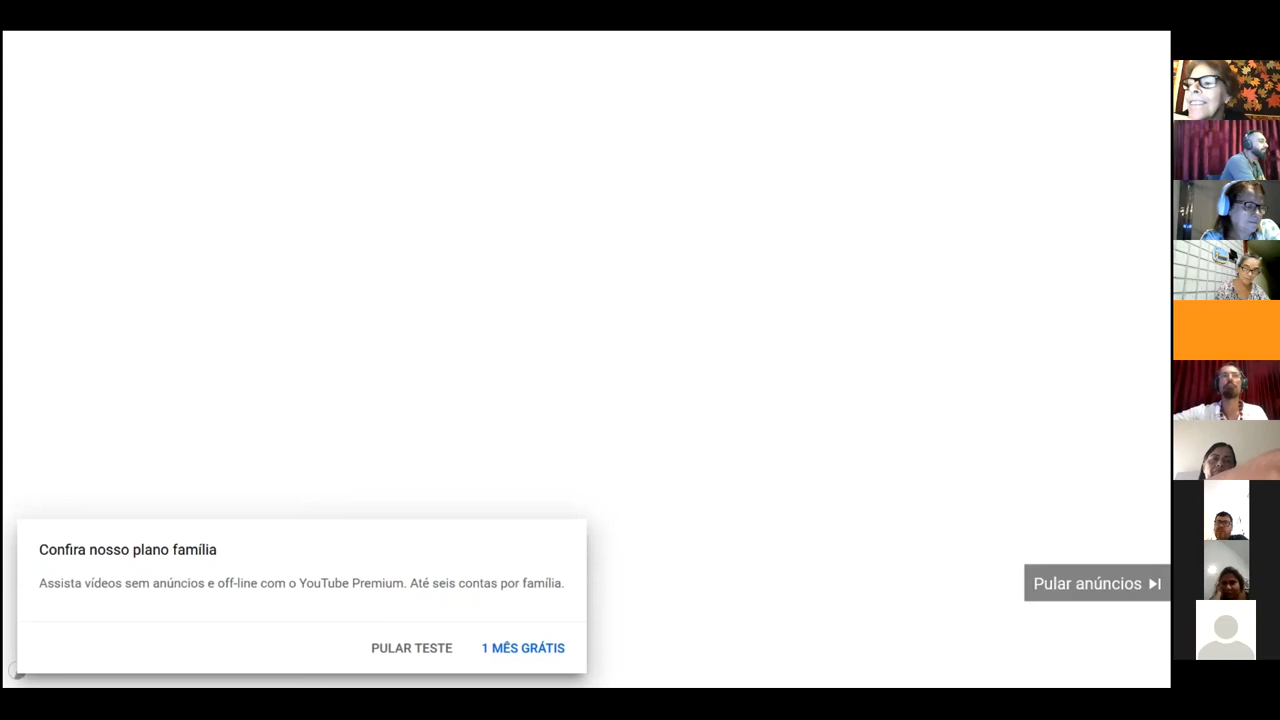 Confira nosso plano família
Assista vídeos sem anúncios e off-line com o YouTube Premium. Até seis contas por família.
Pular anúncios
PULAR TESTE
1 MÊS GRÁTIS